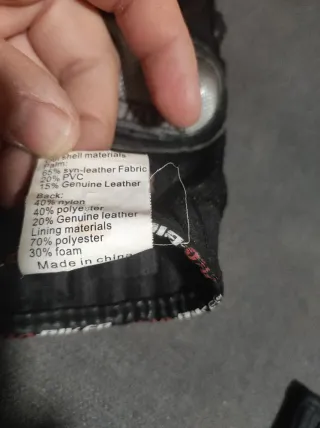 shell materials
Palm:
65% syn-leather Fabric
20% PVC
15% Genuine Leather
Back:
40% nylon
40% polyester
20% Genuine leather
Lining materials
70% polyester
30% foam
Made in china